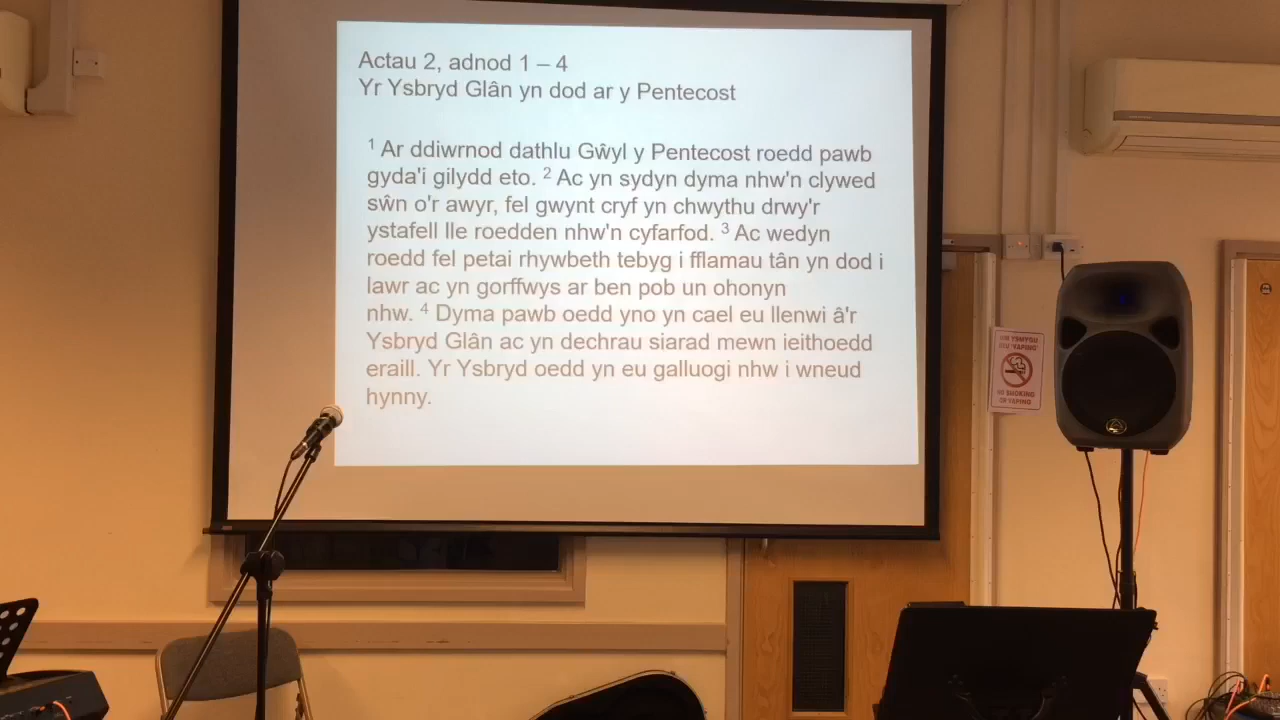 Actau 2, adnod 1 – 4
Yr Ysbryd Glân yn dod ar y Pentecost
1 Ar ddiwrnod dathlu Gŵyl y Pentecost roedd pawb
gyda'i gilydd eto. 2 Ac yn sydyn dyma nhw'n clywed
sŵn o'r awyr, fel gwynt cryf yn chwythu drwy'r
ystafell lle roedden nhw'n cyfarfod. 3 Ac wedyn
roedd fel petai rhywbeth tebyg i fflamau tân yn dod i
lawr ac yn gorffwys ar ben pob un ohonyn
nhw. 4 Dyma pawb oedd yno yn cael eu llenwi â'r
Ysbryd Glân ac yn dechrau siarad mewn ieithoedd
eraill. Yr Ysbryd oedd yn eu galluogi nhw i wneud
hynny.
YSMYGU
'VAPING'
NO SMOKING
OR VAPING